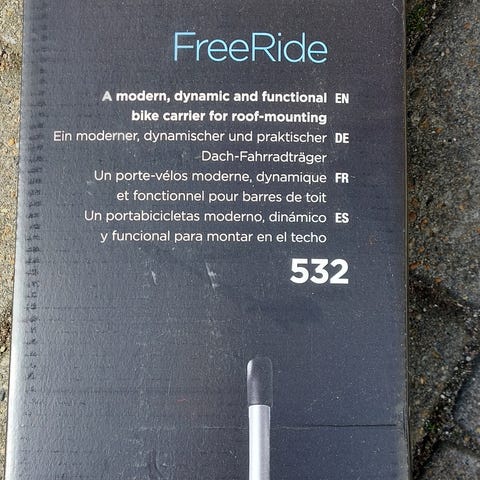 FreeRide
A modern, dynamic and functional EN
bike carrier for roof-mounting
Ein moderner, dynamischer und praktischer DE
Dach-Fahrradträger
Un porte-vélos moderne, dynamique FR
et fonctionnel pour barres de toit
Un portabicicletas moderno, dinámico ES
y funcional para montar en el techo
532